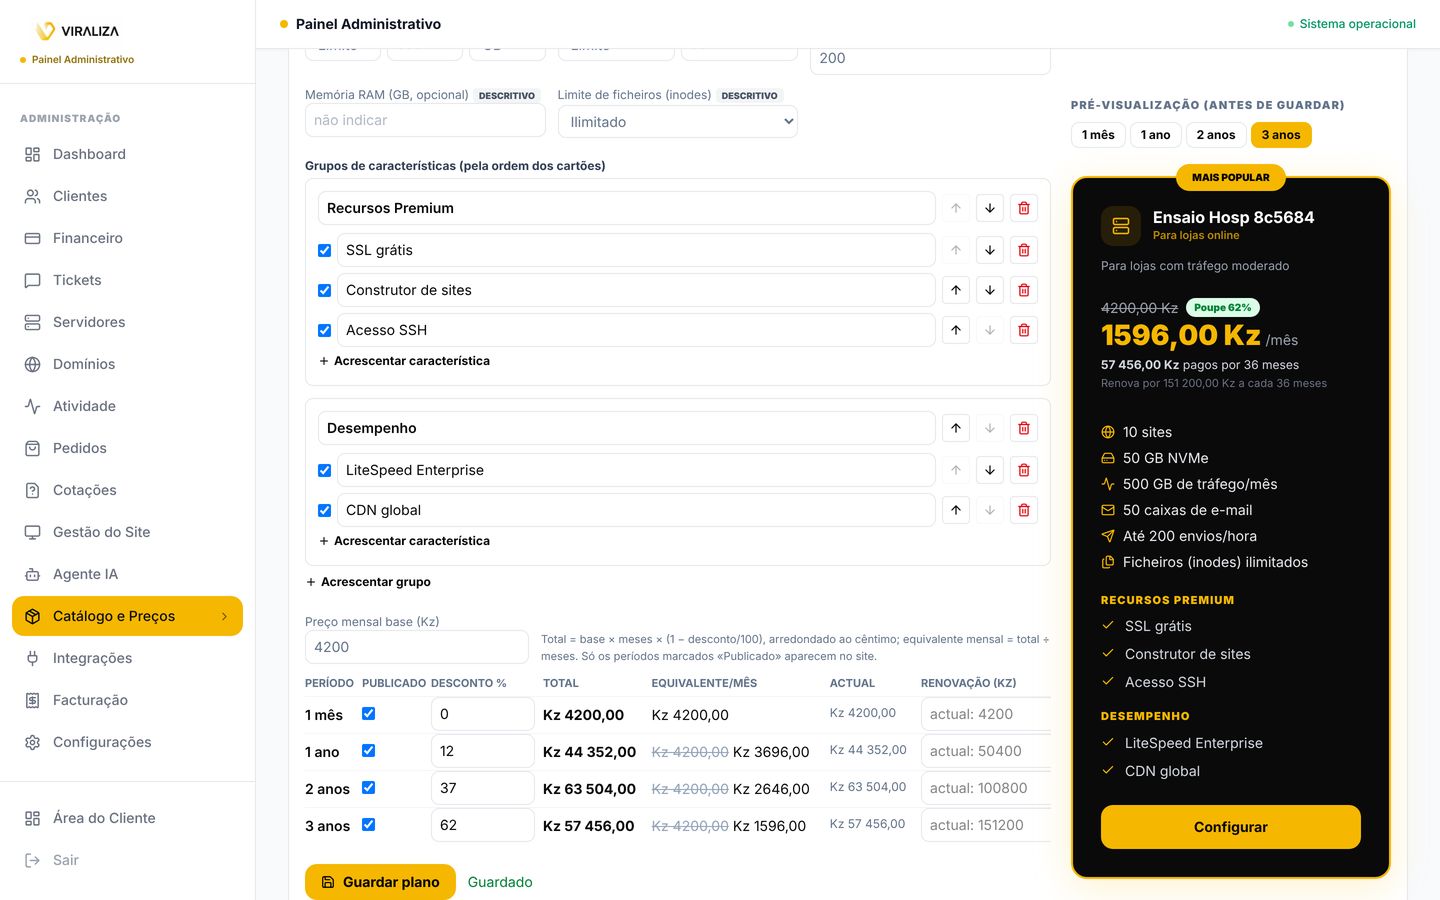 VIRALIZA
Painel Administrativo
ADMINISTRAÇÃO
Dashboard
Clientes
Financeiro
Tickets
Servidores
Domínios
Atividade
Pedidos
Cotações
Gestão do Site
Agente IA
Catálogo e Preços
Integrações
Facturação
Configurações
Área do Cliente
Sair
Painel Administrativo
Sistema operacional
200
Memória RAM (GB, opcional) DESCRITIVO
não indicar
Limite de ficheiros (inodes) DESCRITIVO
Ilimitado
Grupos de características (pela ordem dos cartões)
Recursos Premium
SSL grátis
Construtor de sites
Acesso SSH
+ Acrescentar característica
Desempenho
LiteSpeed Enterprise
CDN global
+ Acrescentar característica
+ Acrescentar grupo
Preço mensal base (Kz)
4200
Total = base × meses × (1 − desconto/100), arredondado ao cêntimo; equivalente mensal = total ÷
meses. Só os períodos marcados «Publicado» aparecem no site.
PERÍODO PUBLICADO DESCONTO % TOTAL EQUIVALENTE/MÊS ACTUAL RENOVAÇÃO (KZ)
1 mês 0 Kz 4200,00 Kz 4200,00 Kz 4200,00 actual: 4200
1 ano 12 Kz 44 352,00 Kz 4200,00 Kz 3696,00 Kz 44 352,00 actual: 50400
2 anos 37 Kz 63 504,00 Kz 4200,00 Kz 2646,00 Kz 63 504,00 actual: 100800
3 anos 62 Kz 57 456,00 Kz 4200,00 Kz 1596,00 Kz 57 456,00 actual: 151200
Guardar plano Guardado
PRÉ-VISUALIZAÇÃO (ANTES DE GUARDAR)
1 mês 1 ano 2 anos 3 anos
MAIS POPULAR
Ensaio Hosp 8c5684
Para lojas online
Para lojas com tráfego moderado
4200,00 Kz Poupe 62%
1596,00 Kz /mês
57 456,00 Kz pagos por 36 meses
Renova por 151 200,00 Kz a cada 36 meses
10 sites
50 GB NVMe
500 GB de tráfego/mês
50 caixas de e-mail
Até 200 envios/hora
Ficheiros (inodes) ilimitados
RECURSOS PREMIUM
SSL grátis
Construtor de sites
Acesso SSH
DESEMPENHO
LiteSpeed Enterprise
CDN global
Configurar